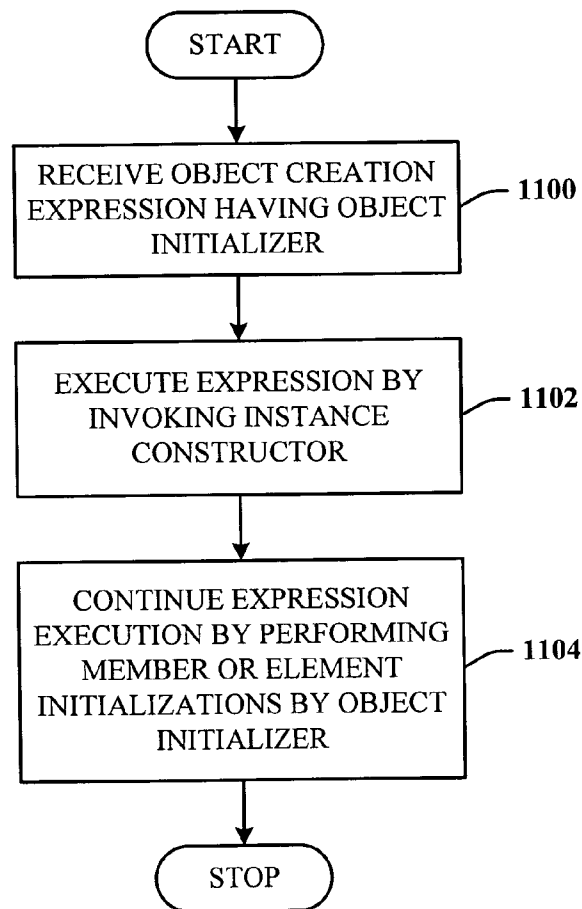 START
RECEIVE OBJECT CREATION
EXPRESSION HAVING OBJECT
INITIALIZER
1100
EXECUTE EXPRESSION BY
INVOKING INSTANCE
CONSTRUCTOR
1102
CONTINUE EXPRESSION
EXECUTION BY PERFORMING
MEMBER OR ELEMENT
INITIALIZATIONS BY OBJECT
INITIALIZER
1104
STOP